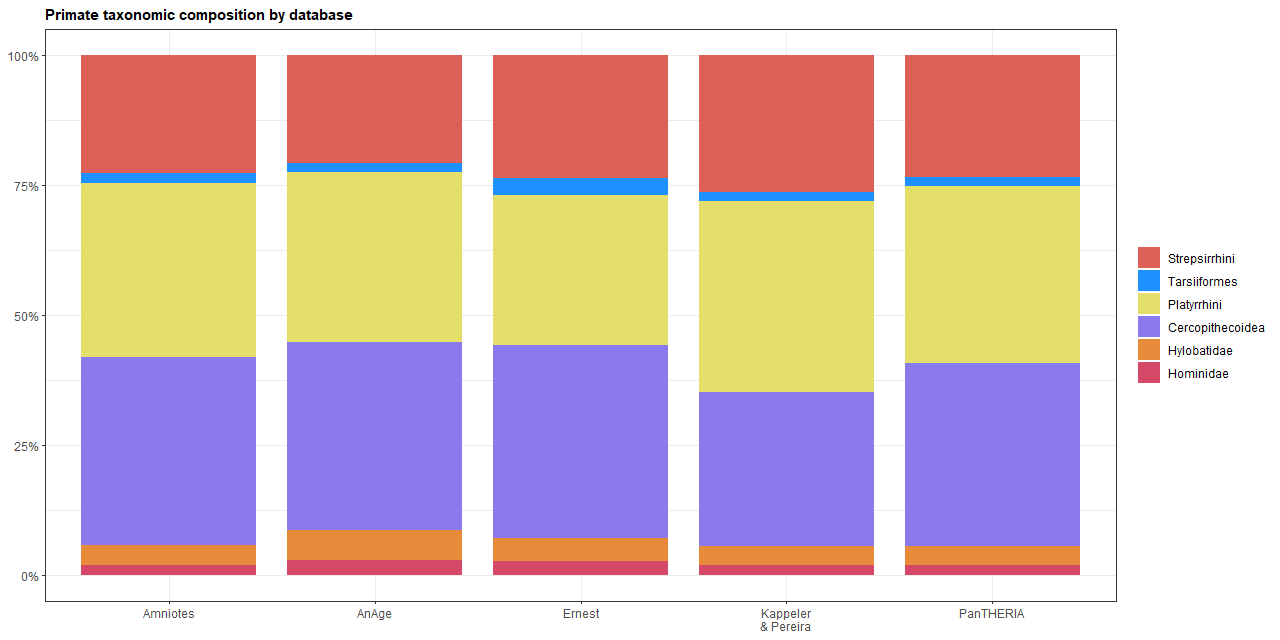 Primate taxonomic composition by database
100%
75%
50%
25%
0%
Amniotes
AnAge
Ernest
Kappeler
& Pereira
PanTHERIA
Strepsirrhini
Tarsiiformes
Platyrrhini
Cercopithecoidea
Hylobatidae
Hominidae